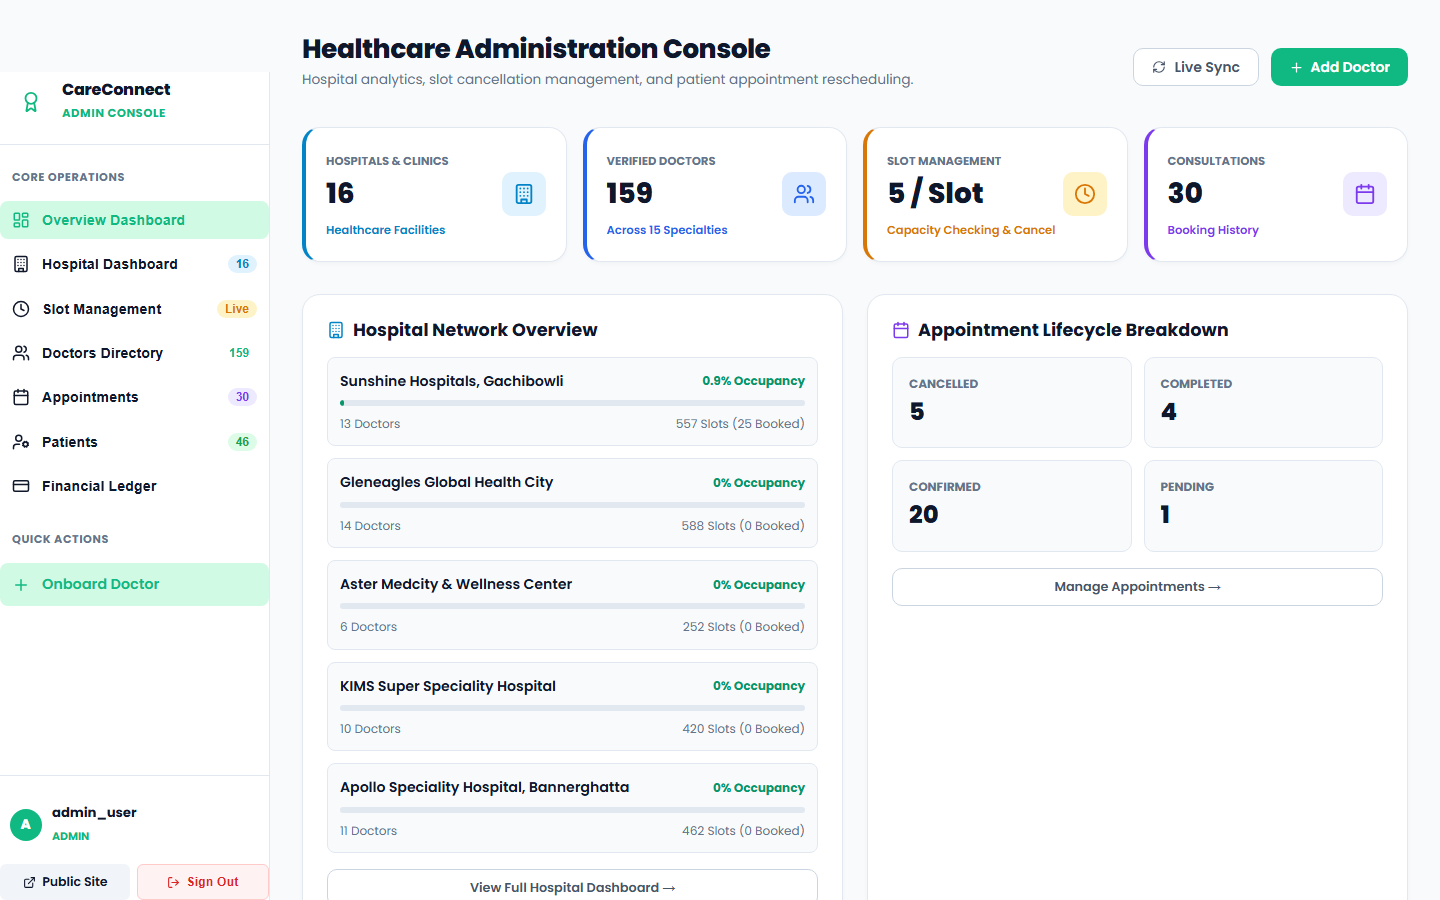 CareConnect
ADMIN CONSOLE
CORE OPERATIONS
Overview Dashboard
Hospital Dashboard 16
Slot Management Live
Doctors Directory 159
Appointments 30
Patients 46
Financial Ledger
QUICK ACTIONS
Onboard Doctor
A
admin_user
ADMIN
Public Site
Sign Out
Healthcare Administration Console
Hospital analytics, slot cancellation management, and patient appointment rescheduling.
Live Sync
Add Doctor
HOSPITALS & CLINICS
16
Healthcare Facilities
VERIFIED DOCTORS
159
Across 15 Specialties
SLOT MANAGEMENT
5 / Slot
Capacity Checking & Cancel
CONSULTATIONS
30
Booking History
Hospital Network Overview
Sunshine Hospitals, Gachibowli 0.9% Occupancy
13 Doctors 557 Slots (25 Booked)
Gleneagles Global Health City 0% Occupancy
14 Doctors 588 Slots (0 Booked)
Aster Medcity & Wellness Center 0% Occupancy
6 Doctors 252 Slots (0 Booked)
KIMS Super Speciality Hospital 0% Occupancy
10 Doctors 420 Slots (0 Booked)
Apollo Speciality Hospital, Bannerghatta 0% Occupancy
11 Doctors 462 Slots (0 Booked)
View Full Hospital Dashboard →
Appointment Lifecycle Breakdown
CANCELLED
5
COMPLETED
4
CONFIRMED
20
PENDING
1
Manage Appointments →